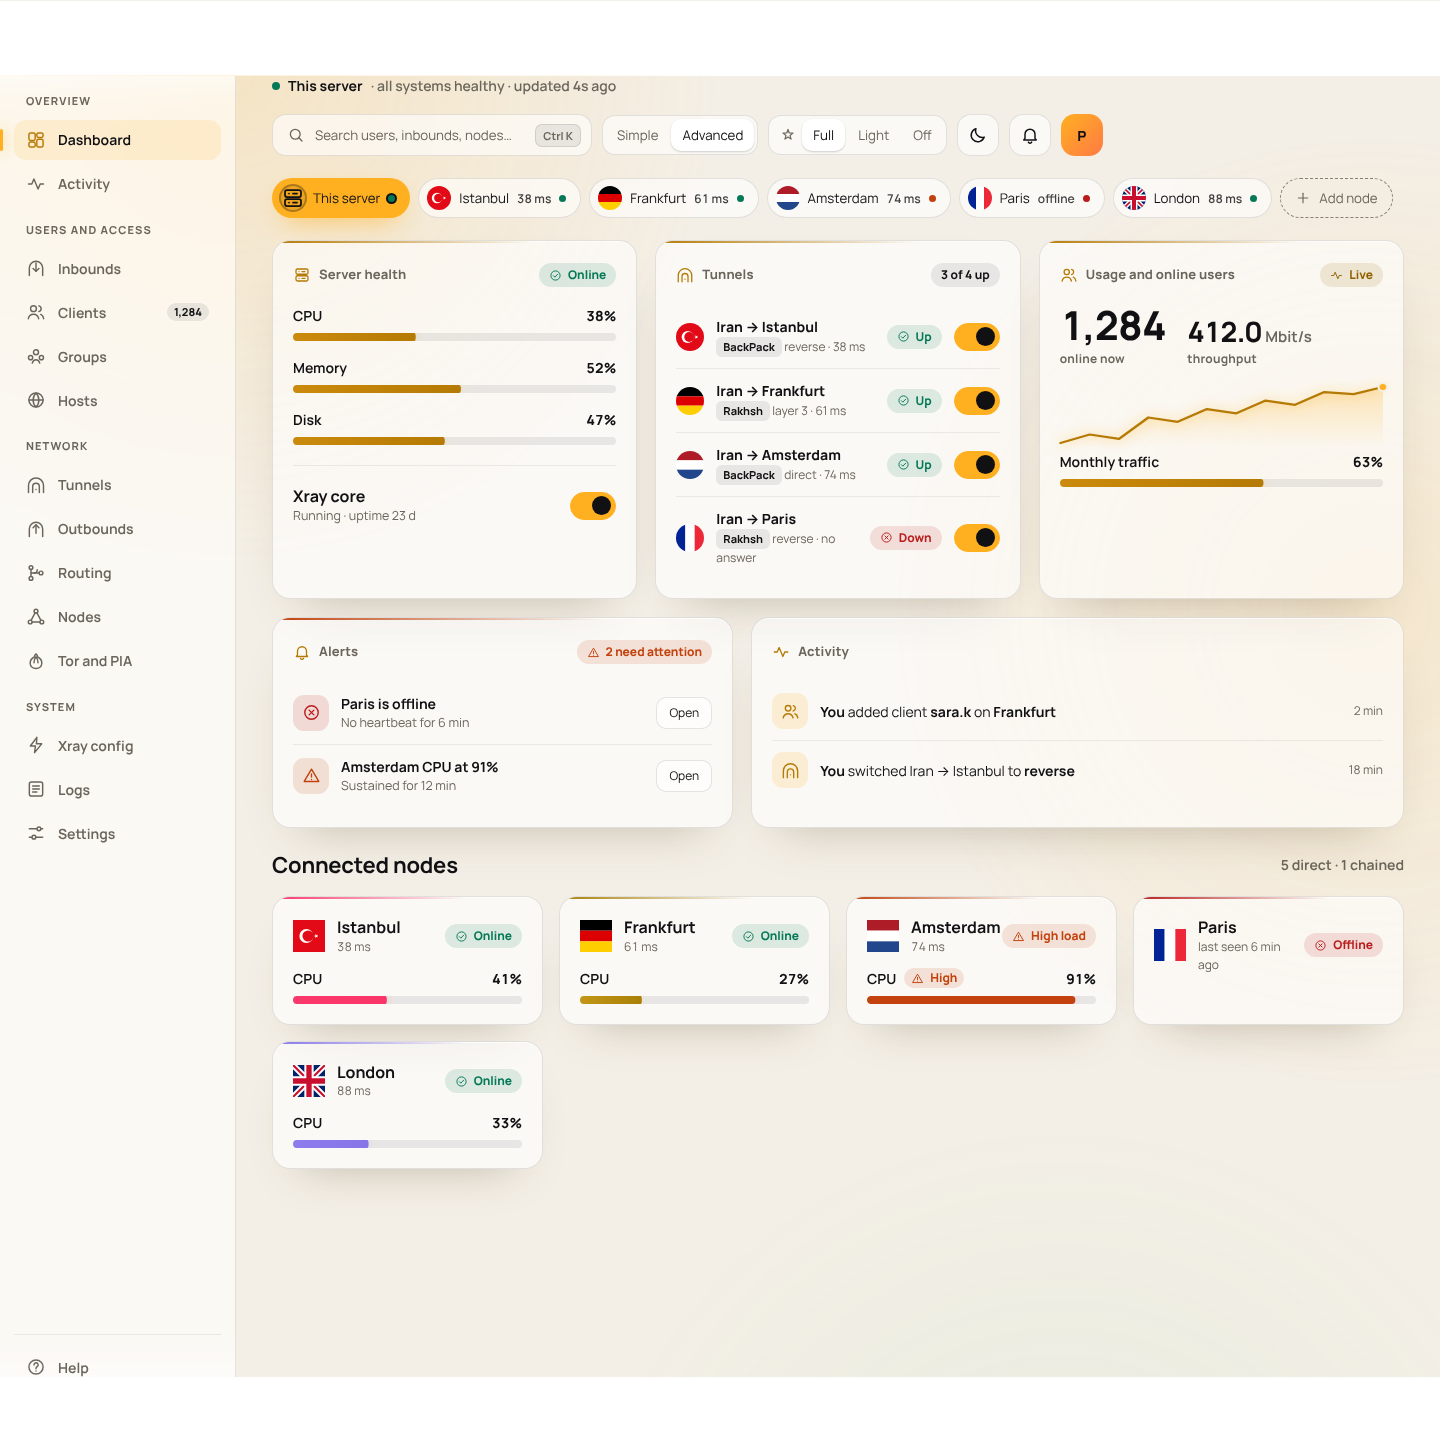 OVERVIEW
Dashboard
Activity
USERS AND ACCESS
Inbounds
Clients 1,284
Groups
Hosts
NETWORK
Tunnels
Outbounds
Routing
Nodes
Tor and PIA
SYSTEM
Xray config
Logs
Settings
Help
This server · all systems healthy · updated 4s ago
Search users, inbounds, nodes... Ctrl K
Simple Advanced
Full Light Off
P
This server
Istanbul 38 ms
Frankfurt 61 ms
Amsterdam 74 ms
Paris offline
London 88 ms
Add node
Server health Online
CPU 38%
Memory 52%
Disk 47%
Xray core
Running · uptime 23 d
Tunnels 3 of 4 up
Iran → Istanbul
BackPack reverse · 38 ms
Up
Iran → Frankfurt
Rakhsh layer 3 · 61 ms
Up
Iran → Amsterdam
BackPack direct · 74 ms
Up
Iran → Paris
Rakhsh reverse · no
answer
Down
Usage and online users Live
1,284 412.0 Mbit/s
online now throughput
Monthly traffic 63%
Alerts 2 need attention
Paris is offline
No heartbeat for 6 min
Open
Amsterdam CPU at 91%
Sustained for 12 min
Open
Activity
You added client sara.k on Frankfurt 2 min
You switched Iran → Istanbul to reverse 18 min
Connected nodes 5 direct · 1 chained
Istanbul
38 ms
Online
CPU 41%
Frankfurt
61 ms
Online
CPU 27%
Amsterdam
74 ms
High load
CPU High 91%
Paris
last seen 6 min
ago
Offline
London
88 ms
Online
CPU 33%